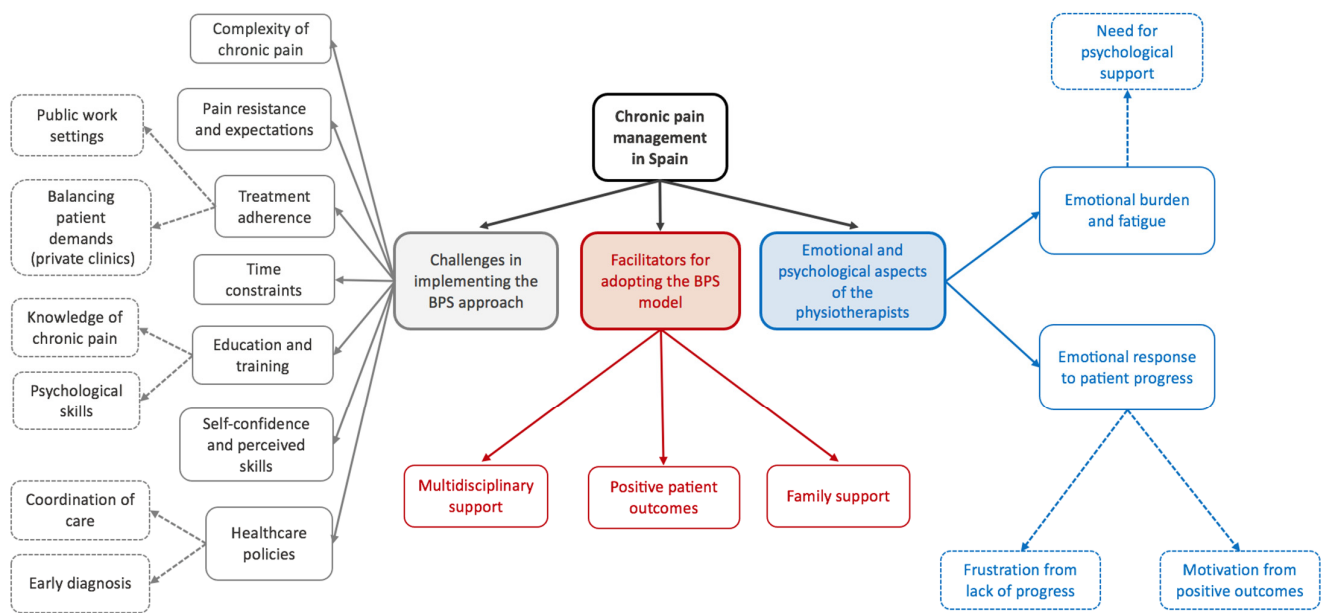 Chronic pain
management
in Spain
Challenges in
implementing the
BPS approach
Complexity of
chronic pain
Pain resistance
and expectations
Treatment
adherence
Public work
settings
Balancing
patient
demands
(private clinics)
Time
constraints
Education and
training
Knowledge of
chronic pain
Psychological
skills
Self-confidence
and perceived
skills
Healthcare
policies
Coordination of
care
Early diagnosis
Facilitators for
adopting the BPS
model
Multidisciplinary
support
Positive patient
outcomes
Family support
Emotional and
psychological aspects
of the
physiotherapists
Emotional burden
and fatigue
Need for
psychological
support
Emotional response
to patient progress
Frustration from
lack of progress
Motivation from
positive outcomes